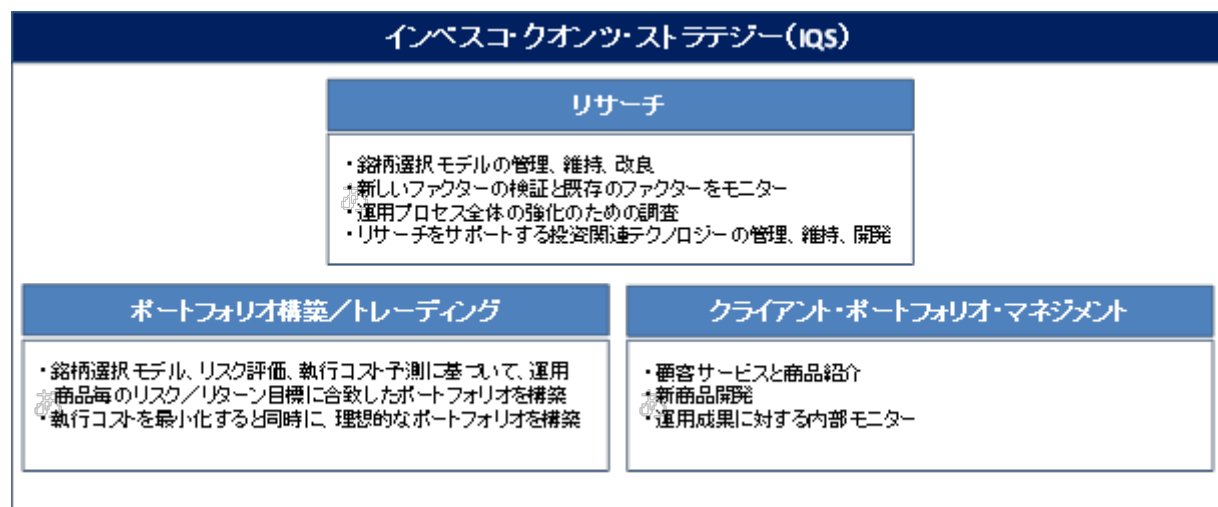 インベスコ・クオンツ・ストラテジー(IQS)
リサーチ
・銘柄選択モデルの管理、維持、改良
・新しいファクターの検証と既存のファクターをモニター
・運用プロセス全体の強化のための調査
・リサーチをサポートする投資関連テクノロジーの管理、維持、開発
ポートフォリオ構築/トレーディング
・銘柄選択モデル、リスク評価、執行コスト予測に基づいて、運用
商品毎のリスク/リターン目標に合致したポートフォリオを構築
・執行コストを最小化すると同時に、理想的なポートフォリオを構築
クライアント・ポートフォリオ・マネジメント
・顧客サービスと商品紹介
・新商品開発
・運用成果に対する内部モニター